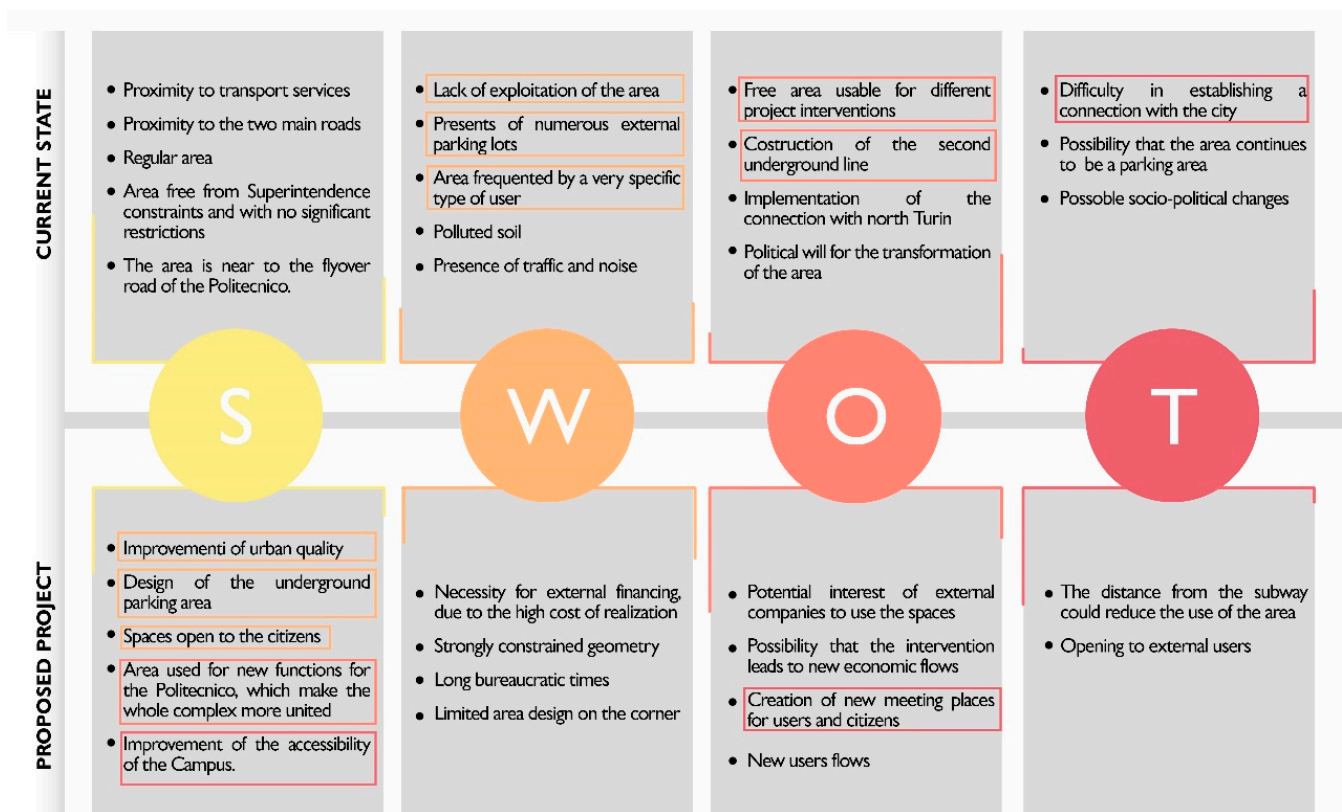 CURRENT STATE
• Proximity to transport services
• Proximity to the two main roads
• Regular area
• Area free from Superintendence
constraints and with no significant
restrictions
• The area is near to the flyover
road of the Politecnico.
• Lack of exploitation of the area
• Presents of numerous external
parking lots
• Area frequented by a very specific
type of user
• Polluted soil
• Presence of traffic and noise
• Free area usable for different
project interventions
• Costruction of the second
underground line
• Implementation of the
connection with north Turin
• Political will for the transformation
of the area
• Difficulty in establishing a
connection with the city
• Possibility that the area continues
to be a parking area
• Possoble socio-political changes
S
W
O
T
PROPOSED PROJECT
• Improvementi of urban quality
• Design of the underground
parking area
• Spaces open to the citizens
• Area used for new functions for
the Politecnico, which make the
whole complex more united
• Improvement of the accessibility
of the Campus.
• Necessity for external financing,
due to the high cost of realization
• Strongly constrained geometry
• Long bureaucratic times
• Limited area design on the corner
• Potential interest of external
companies to use the spaces
• Possibility that the intervention
leads to new economic flows
• Creation of new meeting places
for users and citizens
• New users flows
• The distance from the subway
could reduce the use of the area
• Opening to external users